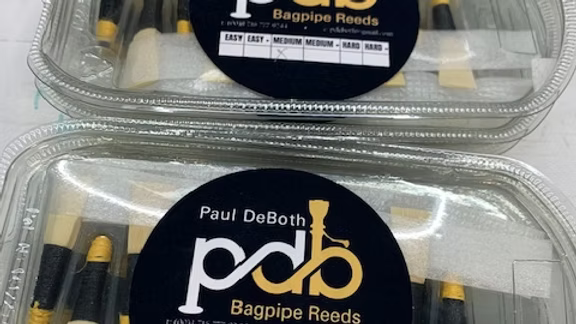 pdb
Bagpipe Reeds
EASY EASY+ MEDIUM MEDIUM+ HARD HARD+
X
Paul DeBoth
pdb
Bagpipe Reeds